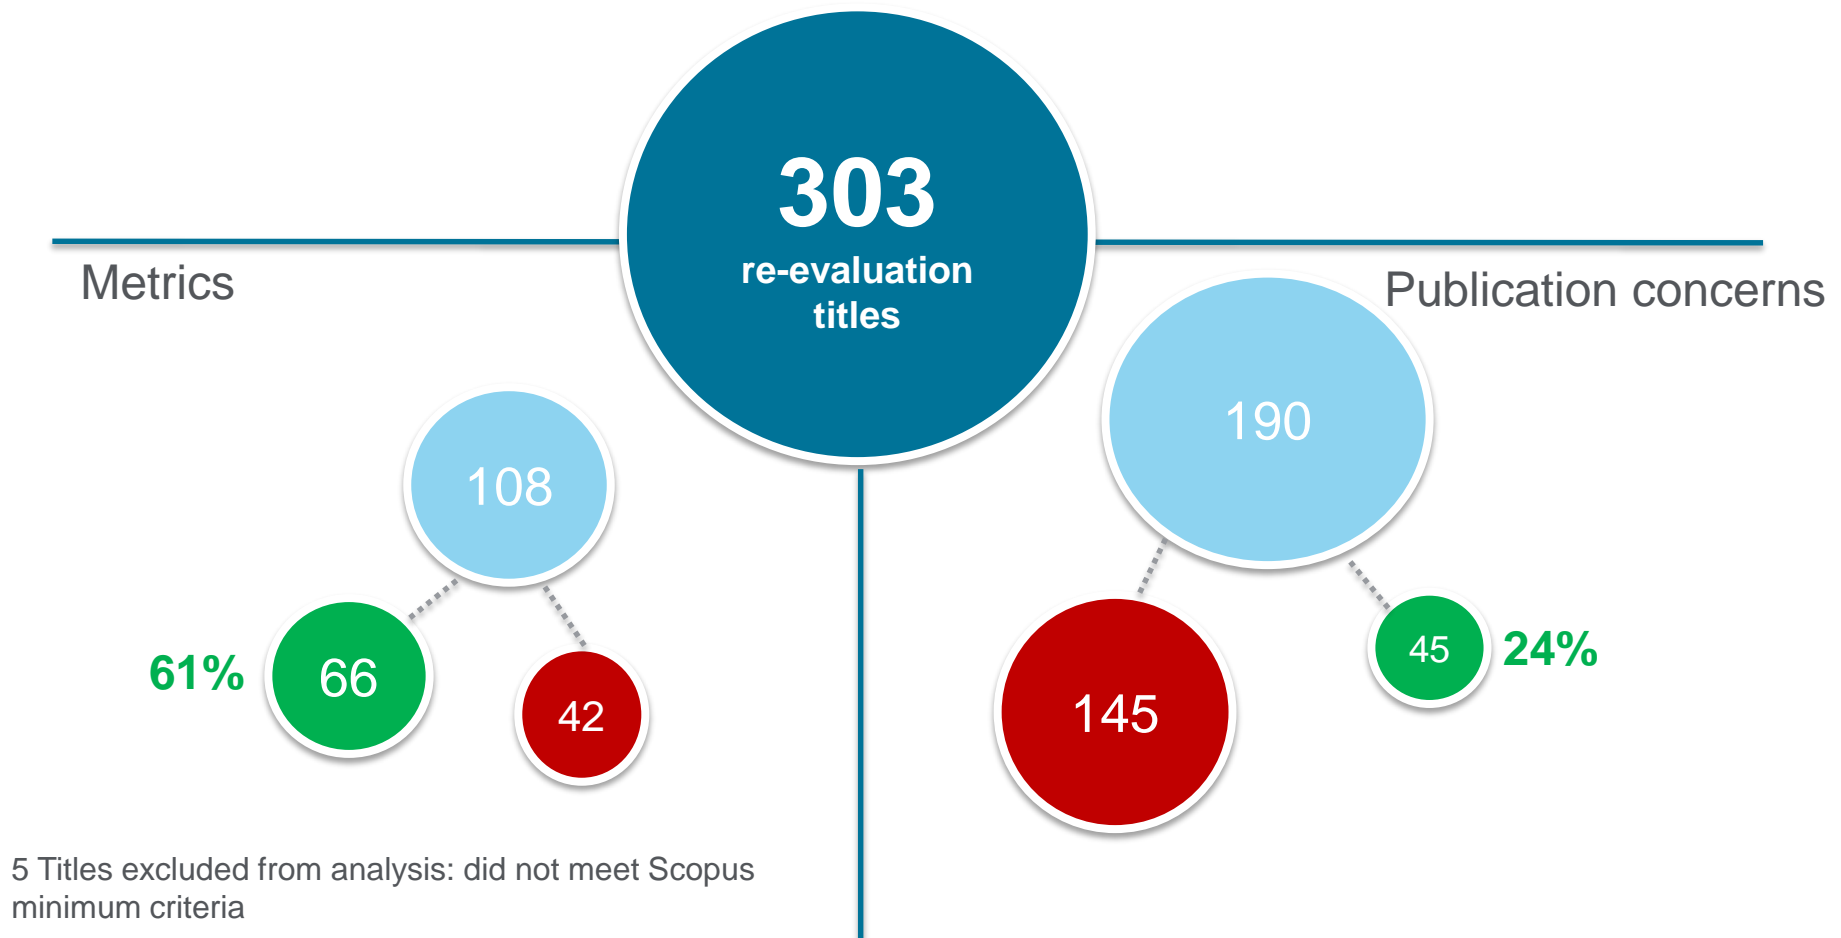 303
re-evaluation
titles
Metrics
Publication concerns
108
190
61%
66
42
145
45
24%
5 Titles excluded from analysis: did not meet Scopus
minimum criteria